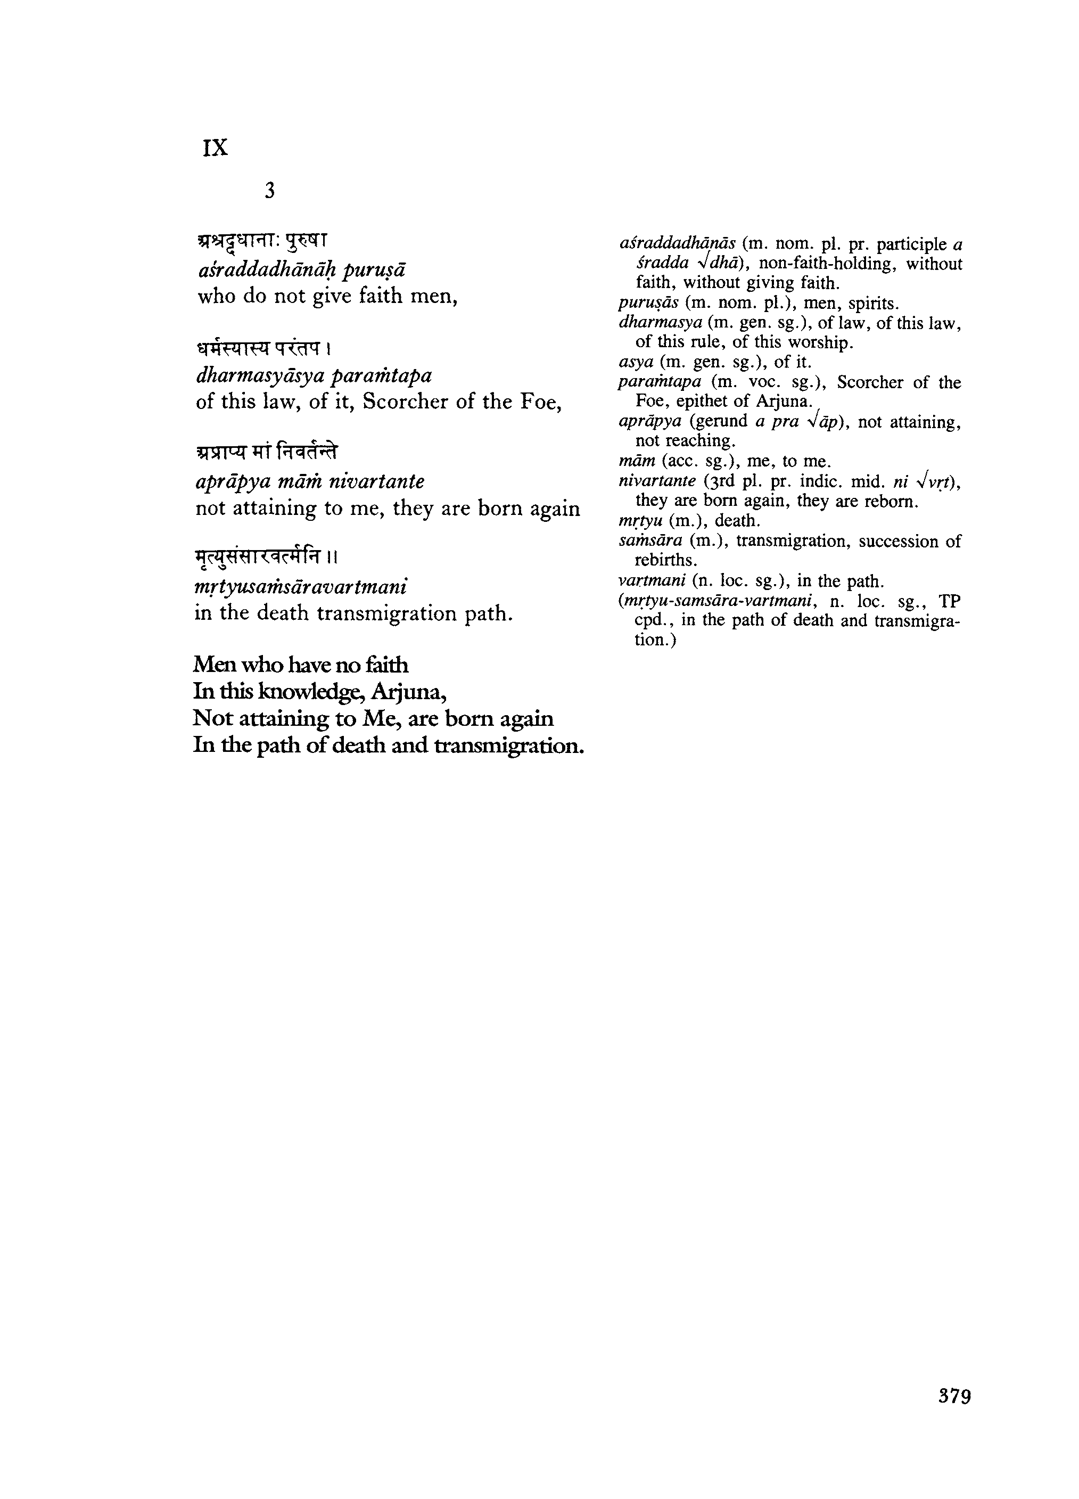 IX
3
अश्रद्दधानाः पुरुषा
aśraddadhānāḥ puruṣā
who do not give faith men,
धर्मस्यास्य परंतप ।
dharmasyāsya paraṁtapa
of this law, of it, Scorcher of the Foe,
अप्राप्य मां निवर्तन्ते
aprāpya māṁ nivartante
not attaining to me, they are born again
मृत्युसंसारवर्त्मनि ॥
mṛtyusaṁsāravartmani
in the death transmigration path.
Men who have no faith
In this knowledge, Arjuna,
Not attaining to Me, are born again
In the path of death and transmigration.
aśraddadhānās (m. nom. pl. pr. participle a
śradda √dhā), non-faith-holding, without
faith, without giving faith.
puruṣās (m. nom. pl.), men, spirits.
dharmasya (m. gen. sg.), of law, of this law,
of this rule, of this worship.
asya (m. gen. sg.), of it.
paraṁtapa (m. voc. sg.), Scorcher of the
Foe, epithet of Arjuna.
aprāpya (gerund a pra √āp), not attaining,
not reaching.
mām (acc. sg.), me, to me.
nivartante (3rd pl. pr. indic. mid. ni √vṛt),
they are born again, they are reborn.
mṛtyu (m.), death.
saṁsāra (m.), transmigration, succession of
rebirths.
vartmani (n. loc. sg.), in the path.
(mṛtyu-samsāra-vartmani, n. loc. sg., TP
cpd., in the path of death and transmigra-
tion.)
379